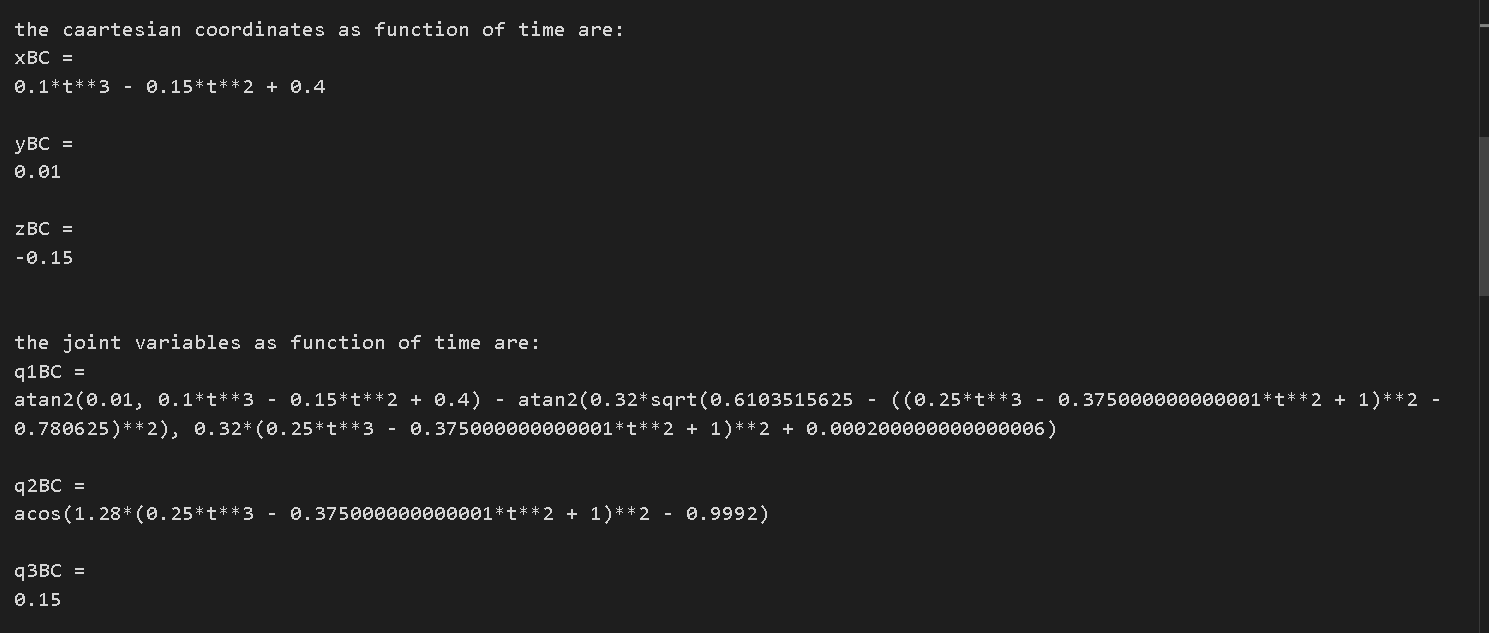 the caartesian coordinates as function of time are:
xBC =
0.1*t**3 - 0.15*t**2 + 0.4
yBC =
0.01
zBC =
-0.15
the joint variables as function of time are:
q1BC =
atan2(0.01, 0.1*t**3 - 0.15*t**2 + 0.4) - atan2(0.32*sqrt(0.6103515625 - ((0.25*t**3 - 0.375000000000001*t**2 + 1)**2 -
0.780625)**2), 0.32*(0.25*t**3 - 0.375000000000001*t**2 + 1)**2 + 0.000200000000000006)
q2BC =
acos(1.28*(0.25*t**3 - 0.375000000000001*t**2 + 1)**2 - 0.9992)
q3BC =
0.15